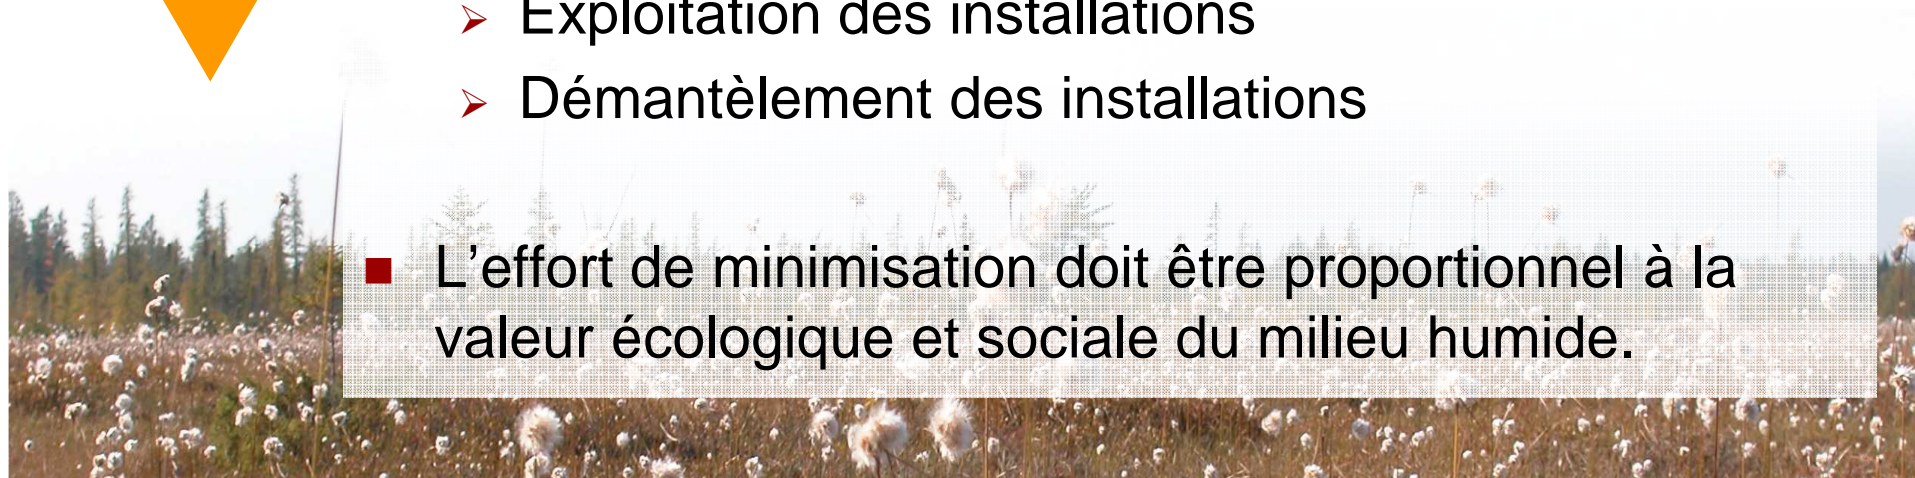 Exploitation des installations
Démantèlement des installations
L’effort de minimisation doit être proportionnel à la
valeur écologique et sociale du milieu humide.